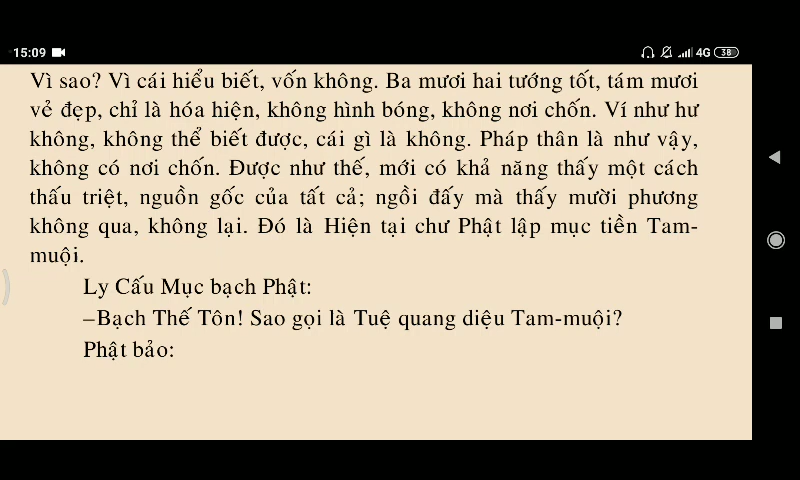 15:09
4G 38
Vì sao? Vì cái hiểu biết, vốn không. Ba mươi hai tướng tốt, tám mươi
vẻ đẹp, chỉ là hóa hiện, không hình bóng, không nơi chốn. Ví như hư
không, không thể biết được, cái gì là không. Pháp thân là như vậy,
không có nơi chốn. Được như thế, mới có khả năng thấy một cách
thấu triệt, nguồn gốc của tất cả; ngồi đấy mà thấy mười phương
không qua, không lại. Đó là Hiện tại chư Phật lập mục tiền Tam-
muội.
Ly Cấu Mục bạch Phật:
–Bạch Thế Tôn! Sao gọi là Tuệ quang diệu Tam-muội?
Phật bảo: